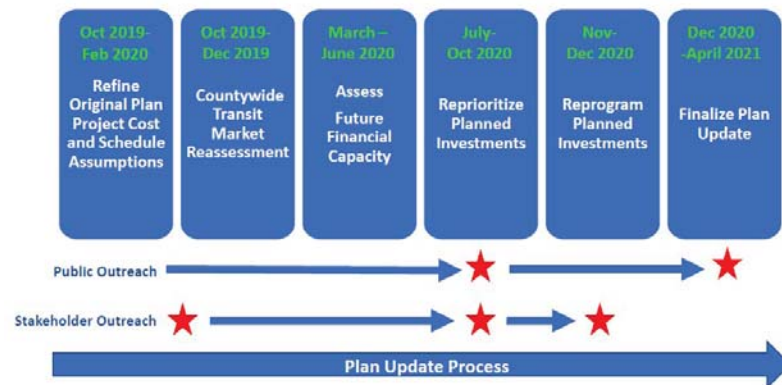 Oct 2019-
Feb 2020
Refine
Original Plan
Project Cost
and Schedule
Assumptions
Oct 2019-
Dec 2019
Countywide
Transit
Market
Reassessment
March –
June 2020
Assess
Future
Financial
Capacity
July-
Oct 2020
Reprioritize
Planned
Investments
Nov-
Dec 2020
Reprogram
Planned
Investments
Dec 2020
-April 2021
Finalize Plan
Update
Public Outreach
Stakeholder Outreach
Plan Update Process